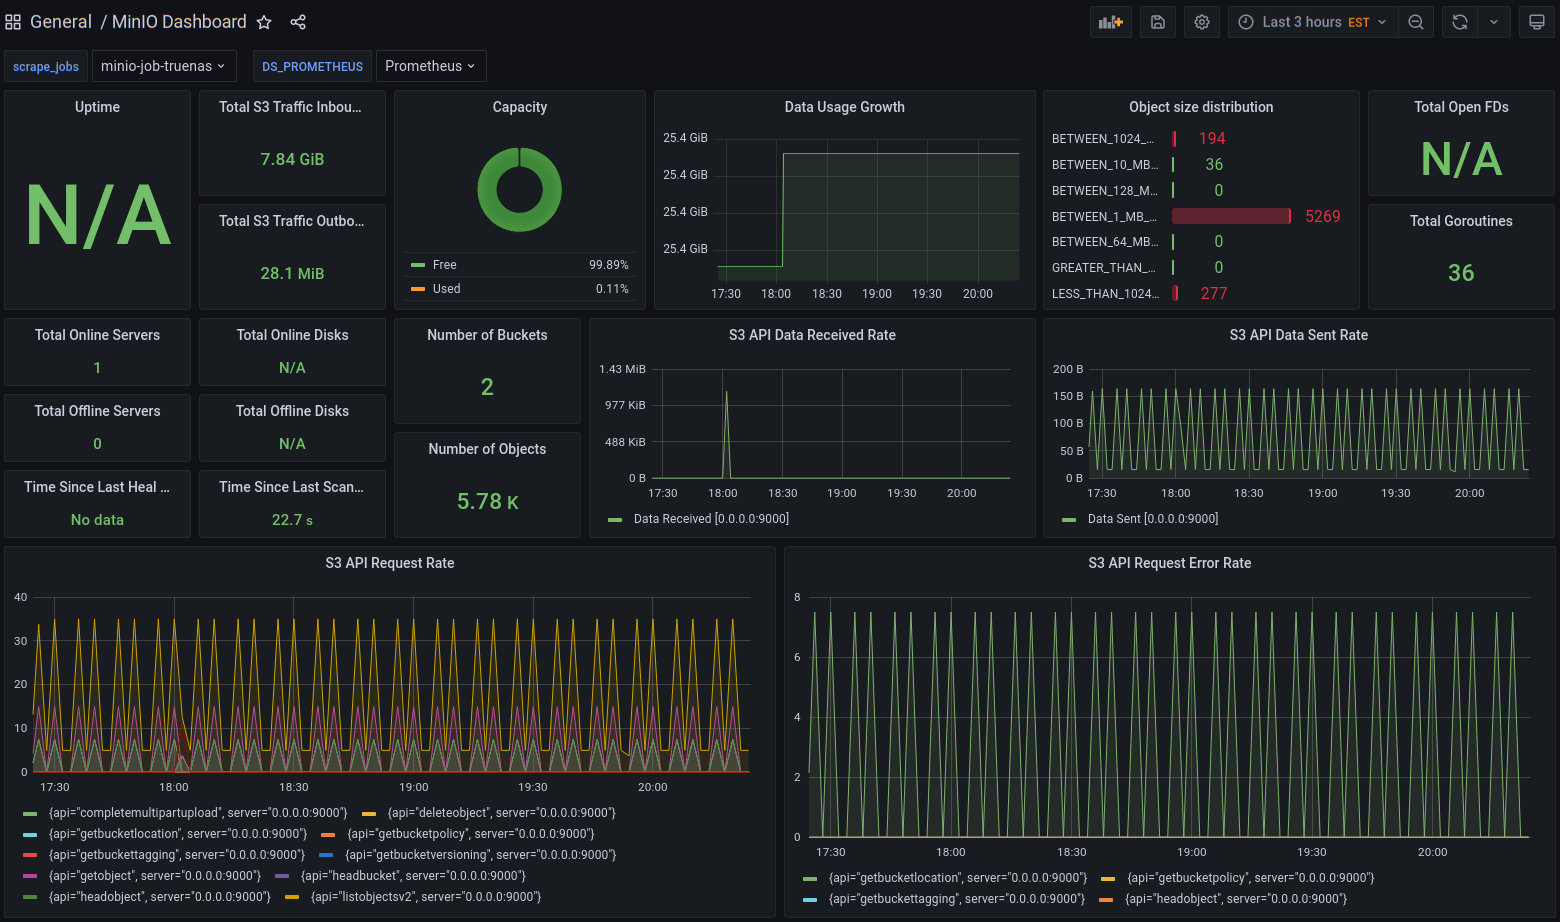 General / MinIO Dashboard
Last 3 hours EST
scrape_jobs minio-job-truenas DS_PROMETHEUS Prometheus
Uptime
N/A
Total S3 Traffic Inbou...
7.84 GiB
Total S3 Traffic Outbo...
28.1 MiB
Capacity
Free 99.89%
Used 0.11%
Data Usage Growth
25.4 GiB
25.4 GiB
25.4 GiB
25.4 GiB
17:30 18:00 18:30 19:00 19:30 20:00
Object size distribution
BETWEEN_1024_... 194
BETWEEN_10_MB... 36
BETWEEN_128_M... 0
BETWEEN_1_MB_... 5269
BETWEEN_64_MB... 0
GREATER_THAN_... 0
LESS_THAN_1024... 277
Total Open FDs
N/A
Total Goroutines
36
Total Online Servers
1
Total Online Disks
N/A
Total Offline Servers
0
Total Offline Disks
N/A
Time Since Last Heal ...
No data
Time Since Last Scan...
22.7 s
Number of Buckets
2
Number of Objects
5.78 K
S3 API Data Received Rate
1.43 MiB
977 KiB
488 KiB
0 B
17:30 18:00 18:30 19:00 19:30 20:00
Data Received [0.0.0.0:9000]
S3 API Data Sent Rate
200 B
150 B
100 B
50 B
0 B
17:30 18:00 18:30 19:00 19:30 20:00
Data Sent [0.0.0.0:9000]
S3 API Request Rate
40
30
20
10
0
17:30 18:00 18:30 19:00 19:30 20:00
{api="completemultipartupload", server="0.0.0.0:9000"} {api="deleteobject", server="0.0.0.0:9000"}
{api="getbucketlocation", server="0.0.0.0:9000"} {api="getbucketpolicy", server="0.0.0.0:9000"}
{api="getbuckettagging", server="0.0.0.0:9000"} {api="getbucketversioning", server="0.0.0.0:9000"}
{api="getobject", server="0.0.0.0:9000"} {api="headbucket", server="0.0.0.0:9000"}
{api="headobject", server="0.0.0.0:9000"} {api="listobjectsv2", server="0.0.0.0:9000"}
S3 API Request Error Rate
8
6
4
2
0
17:30 18:00 18:30 19:00 19:30 20:00
{api="getbucketlocation", server="0.0.0.0:9000"} {api="getbucketpolicy", server="0.0.0.0:9000"}
{api="getbuckettagging", server="0.0.0.0:9000"} {api="headobject", server="0.0.0.0:9000"}